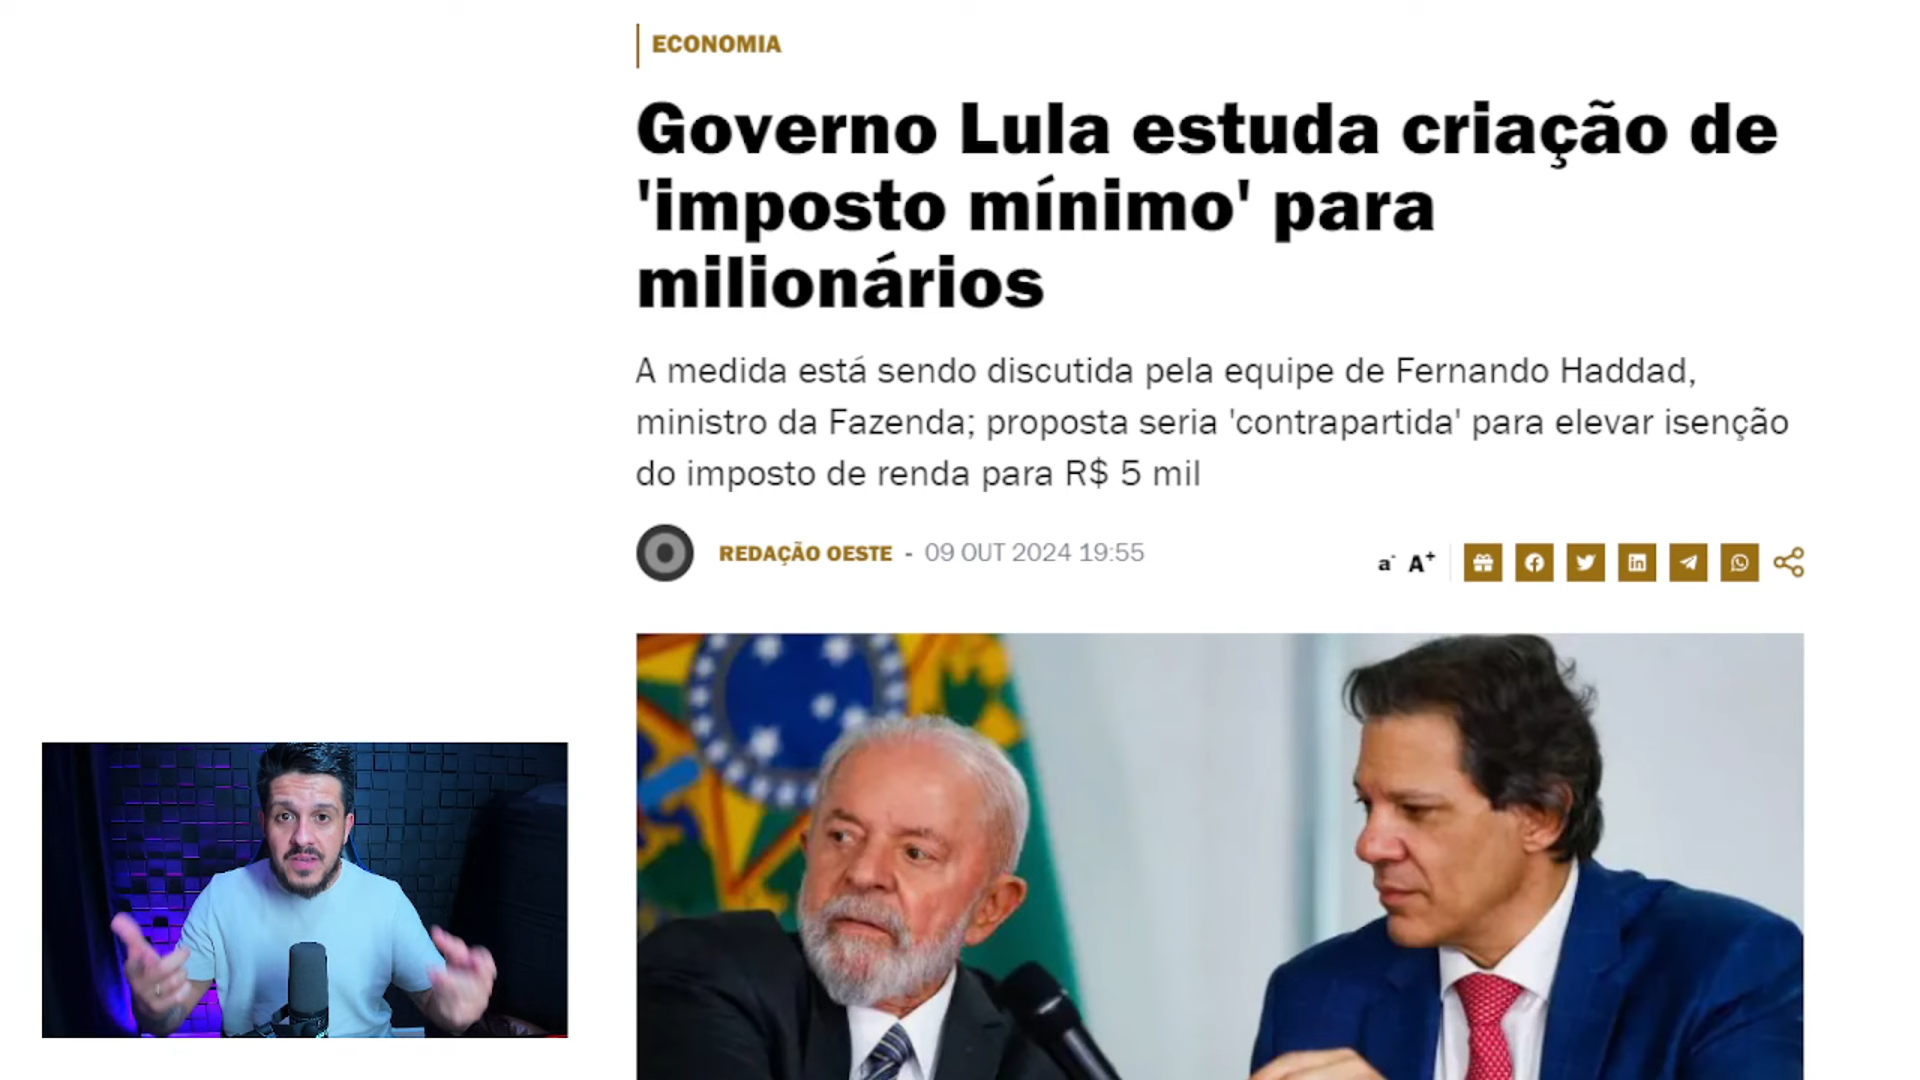 ECONOMIA
Governo Lula estuda criação de
'imposto mínimo' para
milionários
A medida está sendo discutida pela equipe de Fernando Haddad,
ministro da Fazenda; proposta seria 'contrapartida' para elevar isenção
do imposto de renda para R$ 5 mil
REDAÇÃO OESTE - 09 OUT 2024 19:55
a- A+